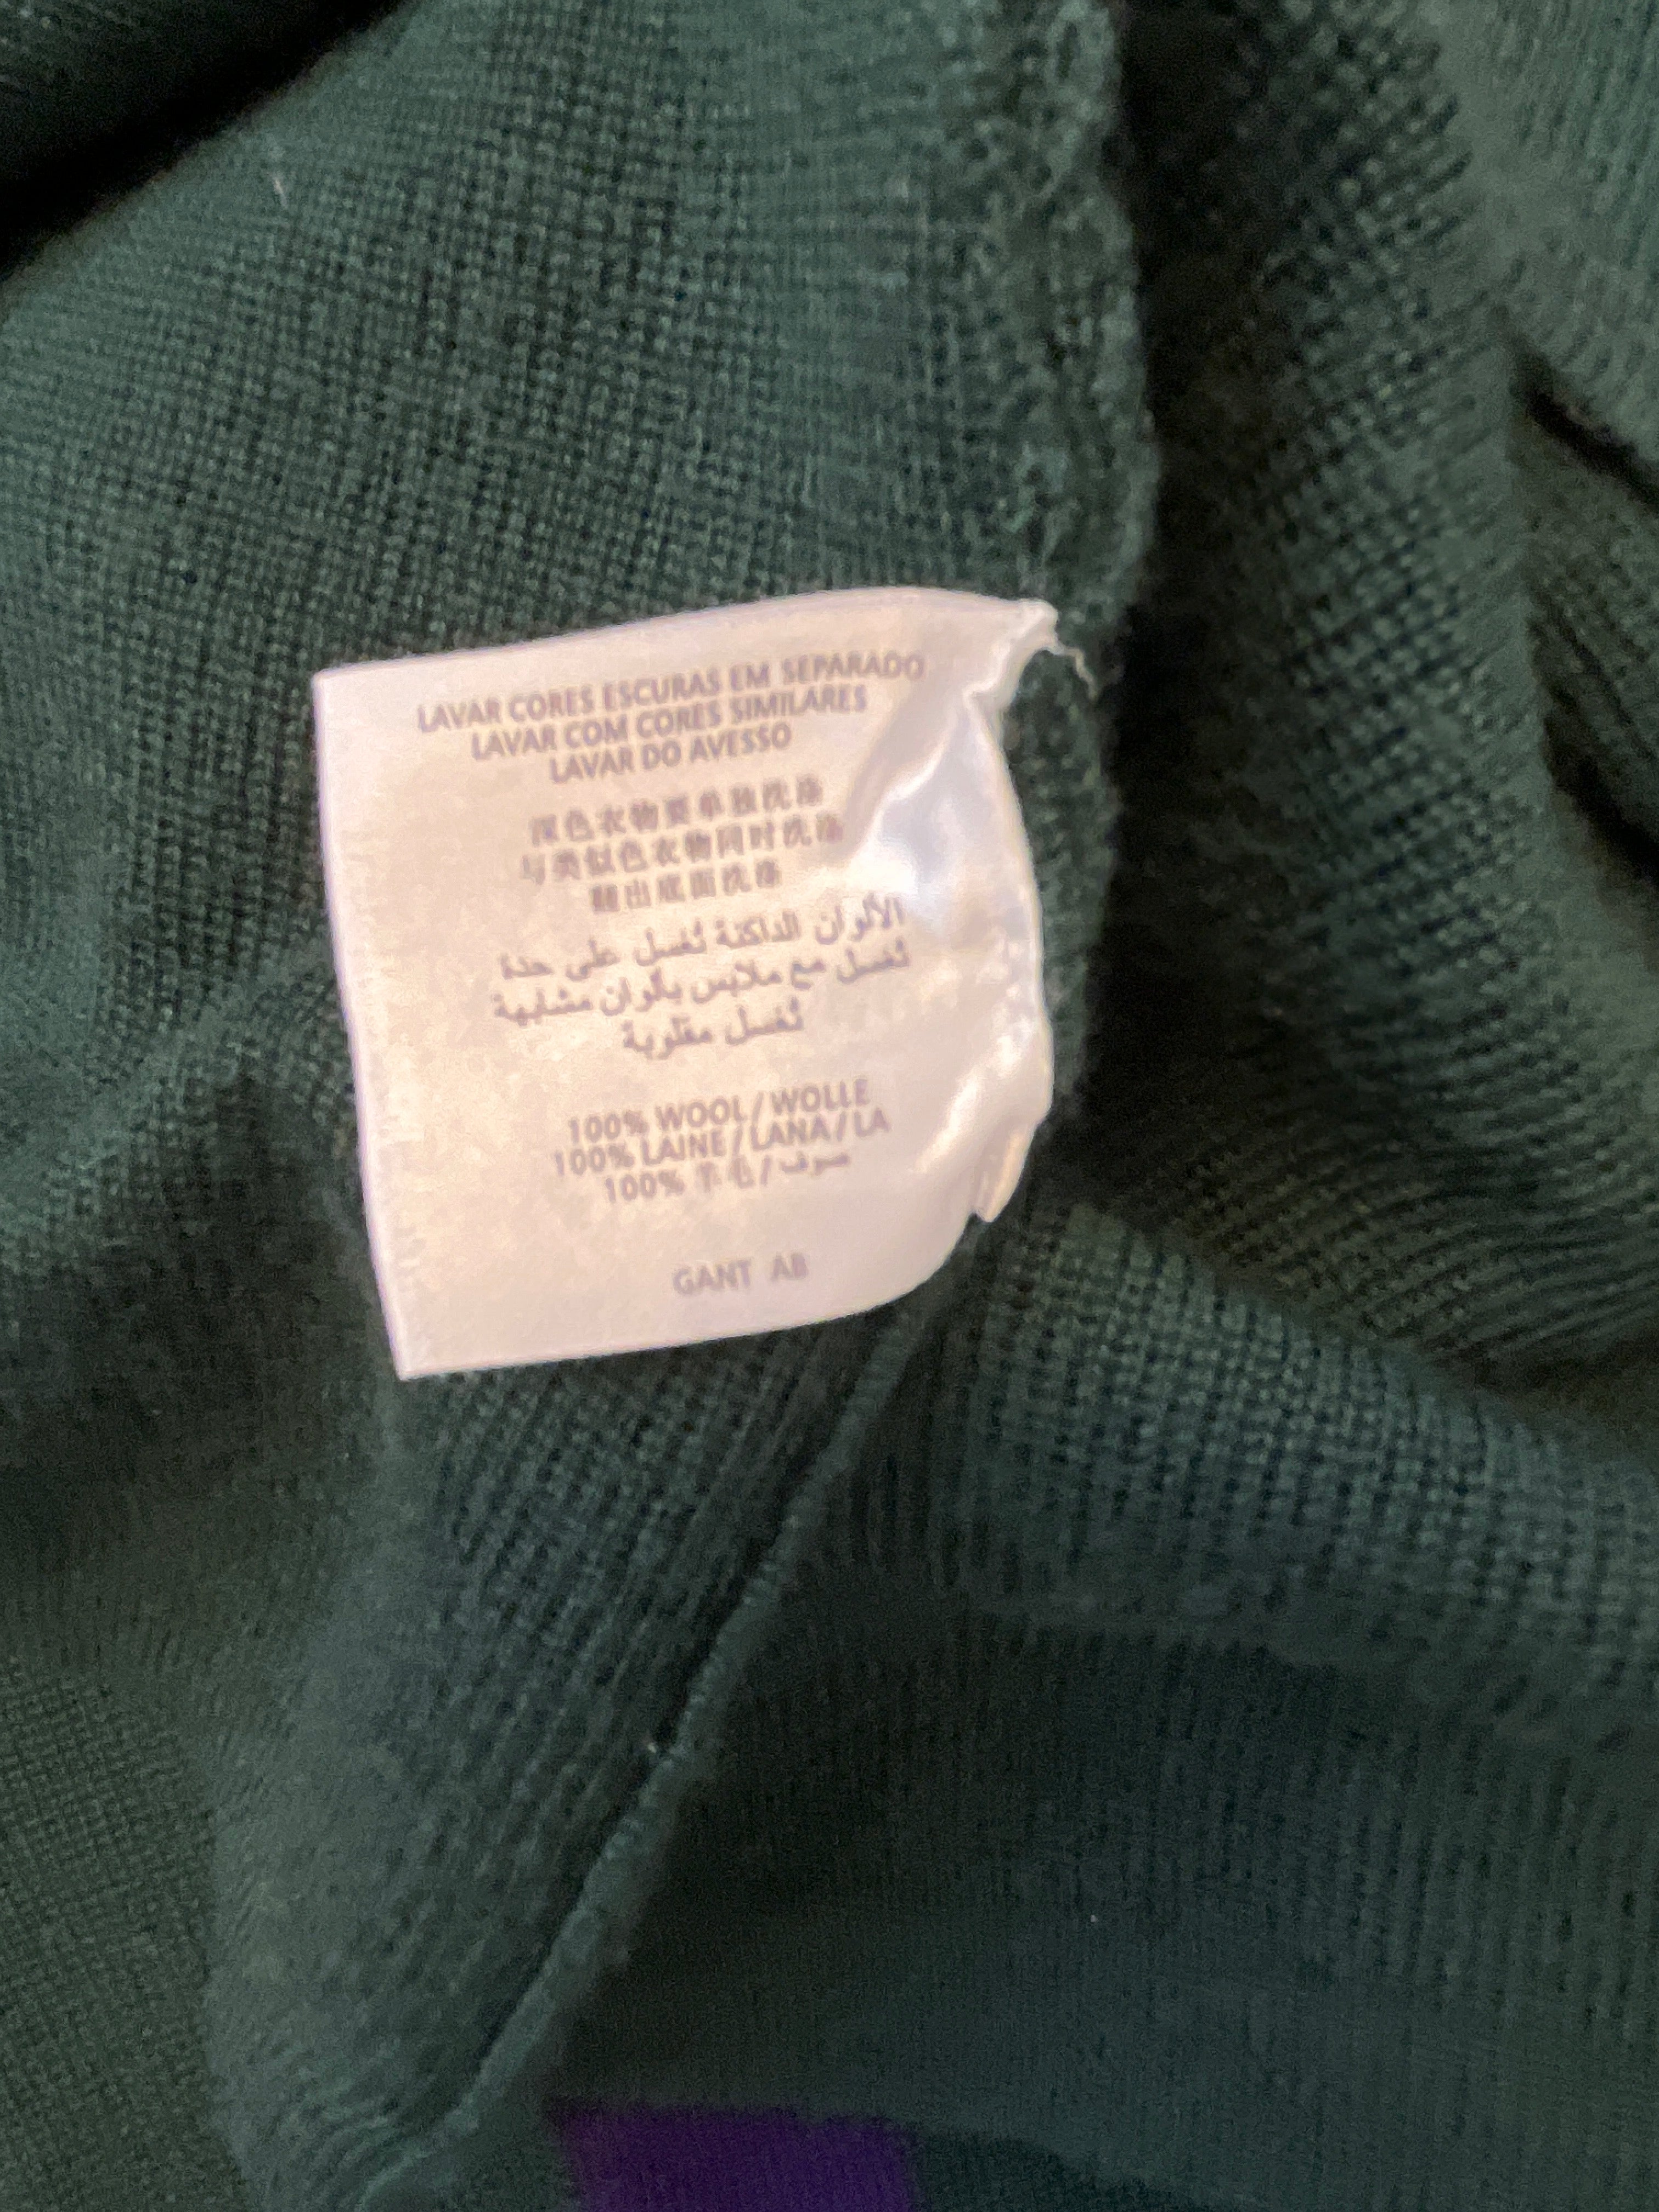 LAVAR CORES ESCURAS EM SEPARADO
LAVAR COM CORES SIMILARES
LAVAR DO AVESSO
深色衣物要单独洗涤
与类似色衣物同时洗涤
翻出底面洗涤
الألوان الداكنة تُغسل على حدة
تُغسل مع ملابس بألوان مشابهة
تُغسل مقلوبة
100% WOOL/WOLLE
100% LAINE/LANA/LA
100% 羊毛/صوف
GANT AB